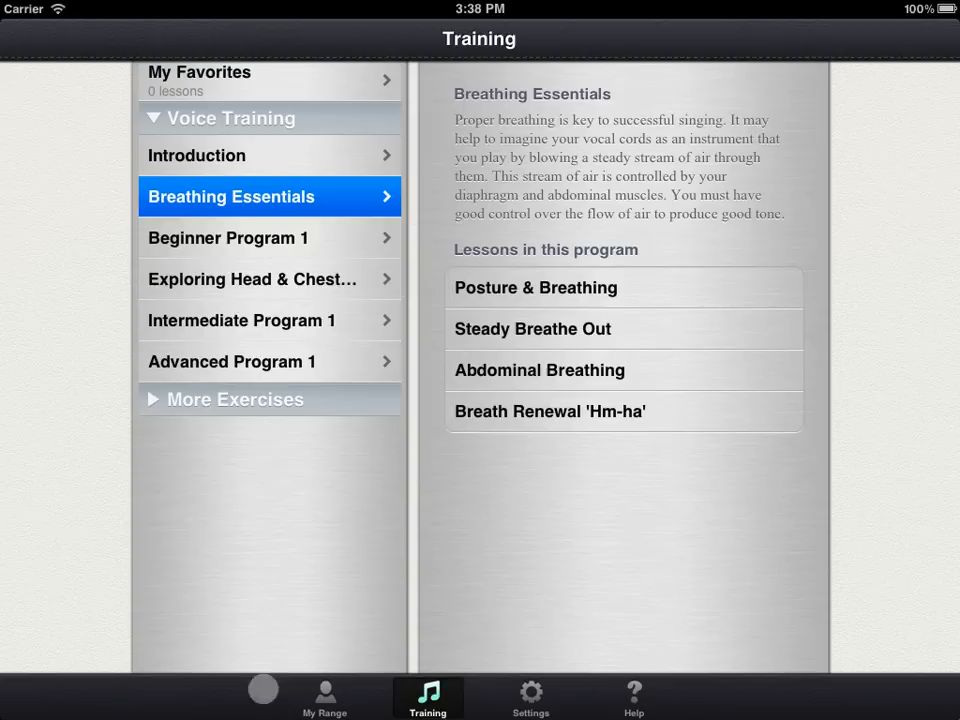 Carrier
3:38 PM
100%
Training
My Favorites
0 lessons
Voice Training
Introduction
Breathing Essentials
Beginner Program 1
Exploring Head & Chest...
Intermediate Program 1
Advanced Program 1
More Exercises
Breathing Essentials
Proper breathing is key to successful singing. It may
help to imagine your vocal cords as an instrument that
you play by blowing a steady stream of air through
them. This stream of air is controlled by your
diaphragm and abdominal muscles. You must have
good control over the flow of air to produce good tone.
Lessons in this program
Posture & Breathing
Steady Breathe Out
Abdominal Breathing
Breath Renewal 'Hm-ha'
My Range
Training
Settings
Help